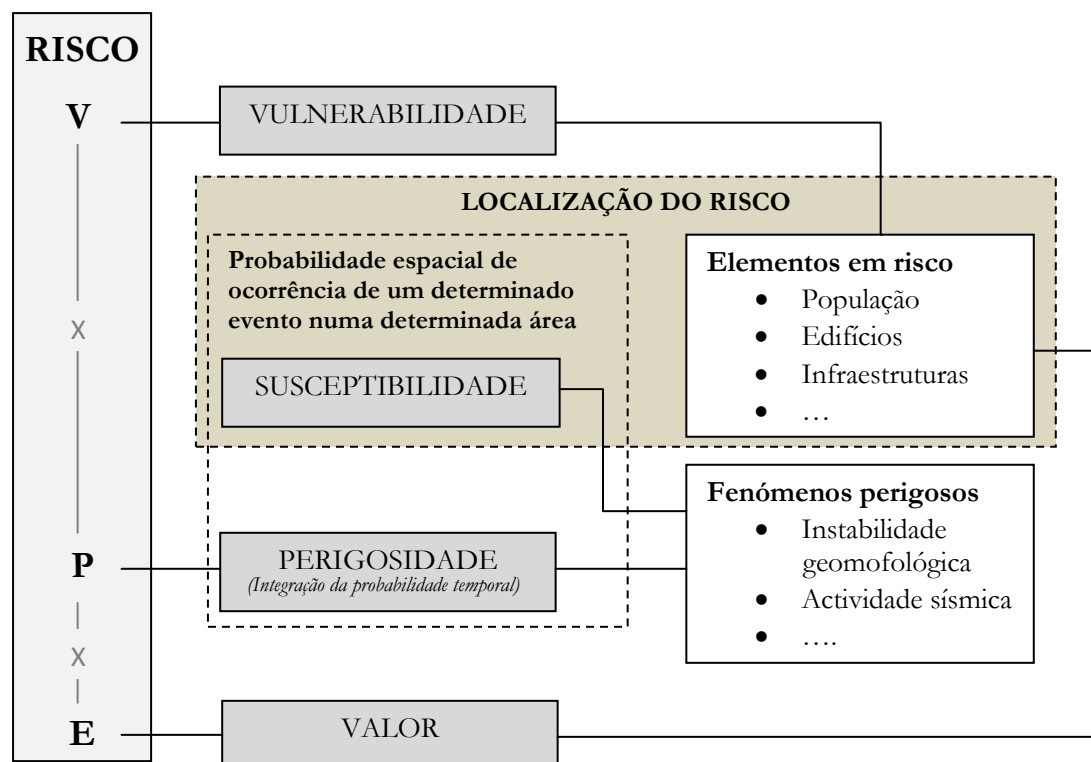 RISCO
V
X
P
X
E
VULNERABILIDADE
LOCALIZAÇÃO DO RISCO
Probabilidade espacial de
ocorrência de um determinado
evento numa determinada área
SUSCEPTIBILIDADE
Elementos em risco
• População
• Edifícios
• Infraestruturas
• …
PERIGOSIDADE
(Integração da probabilidade temporal)
Fenómenos perigosos
• Instabilidade
geomofológica
• Actividade sísmica
• ….
VALOR